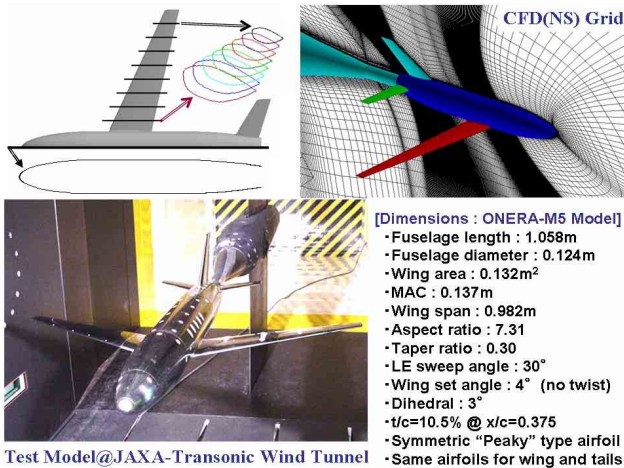 CFD(NS) Grid
[Dimensions : ONERA-M5 Model]
・Fuselage length : 1.058m
・Fuselage diameter : 0.124m
・Wing area : 0.132m²
・MAC : 0.137m
・Wing span : 0.982m
・Aspect ratio : 7.31
・Taper ratio : 0.30
・LE sweep angle : 30°
・Wing set angle : 4° (no twist)
・Dihedral : 3°
・t/c=10.5% @ x/c=0.375
・Symmetric “Peaky” type airfoil
・Same airfoils for wing and tails
Test Model@JAXA-Transonic Wind Tunnel